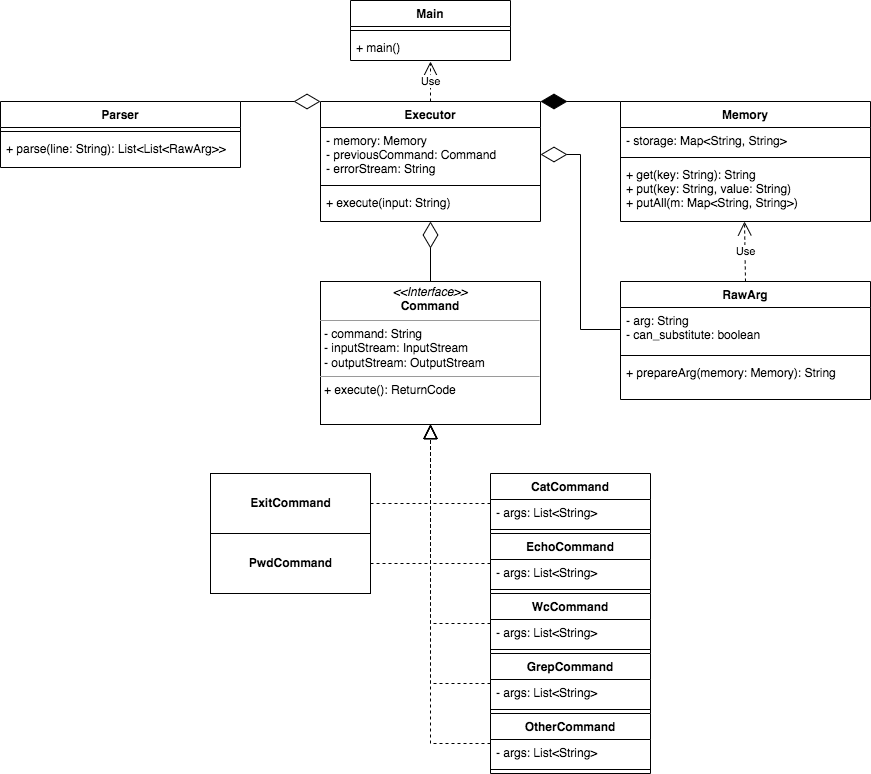 Main
+ main()
Use
Parser
+ parse(line: String): List<List<RawArg>>
Executor
- memory: Memory
- previousCommand: Command
- errorStream: String
+ execute(input: String)
Memory
- storage: Map<String, String>
+ get(key: String): String
+ put(key: String, value: String)
+ putAll(m: Map<String, String>)
Use
<<Interface>>
Command
- command: String
- inputStream: InputStream
- outputStream: OutputStream
+ execute(): ReturnCode
RawArg
- arg: String
- can_substitute: boolean
+ prepareArg(memory: Memory): String
ExitCommand
PwdCommand
CatCommand
- args: List<String>
EchoCommand
- args: List<String>
WcCommand
- args: List<String>
GrepCommand
- args: List<String>
OtherCommand
- args: List<String>